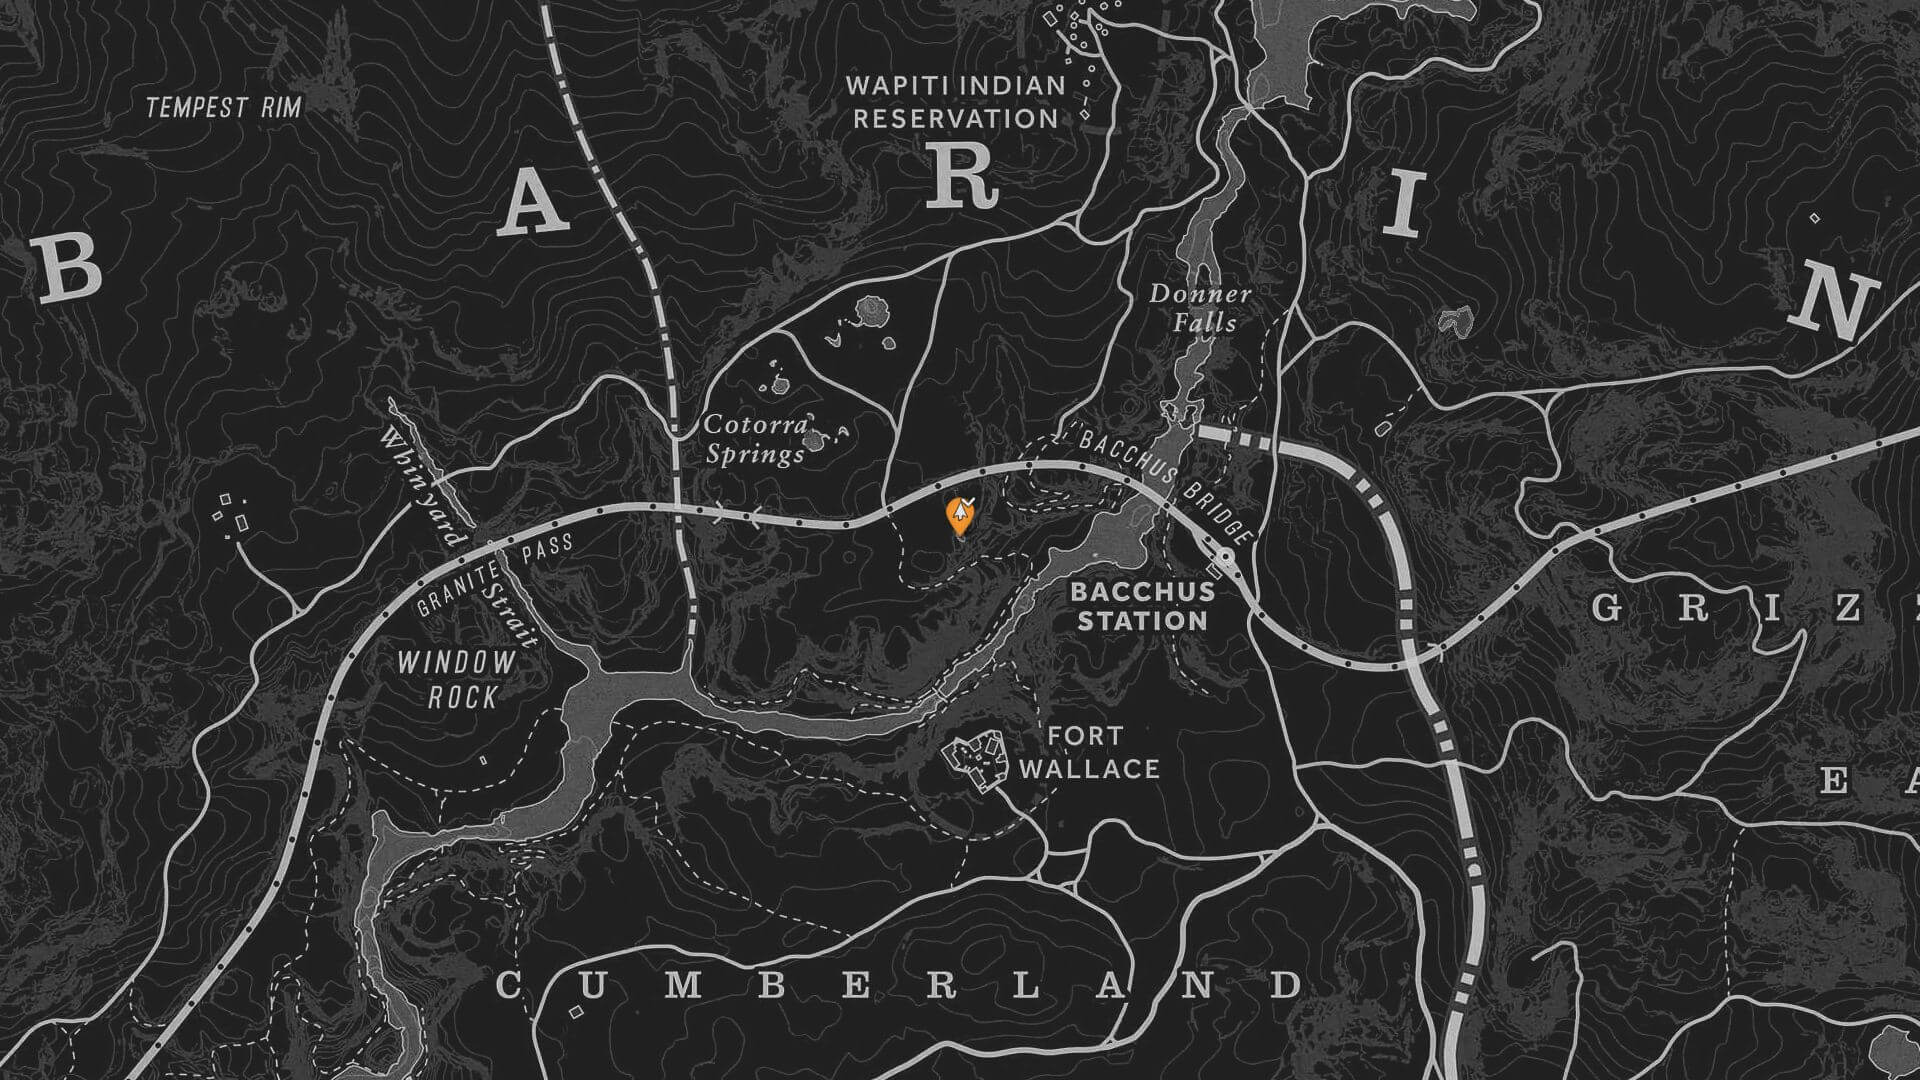 TEMPEST RIM
WAPITI INDIAN
RESERVATION
B A R I N
Donner
Falls
Cotorra
Springs
Whinyard
Strait
BACCHUS BRIDGE
GRANITE PASS
BACCHUS
STATION
WINDOW
ROCK
G R I Z
FORT
WALLACE
E A
C U M B E R L A N D